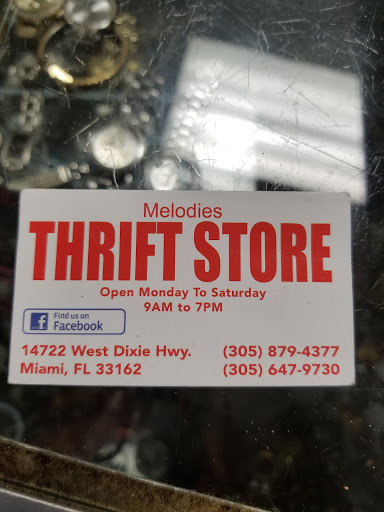 Melodies
THRIFT STORE
Open Monday To Saturday
9AM to 7PM
f Find us on
Facebook
14722 West Dixie Hwy. (305) 879-4377
Miami, FL 33162 (305) 647-9730